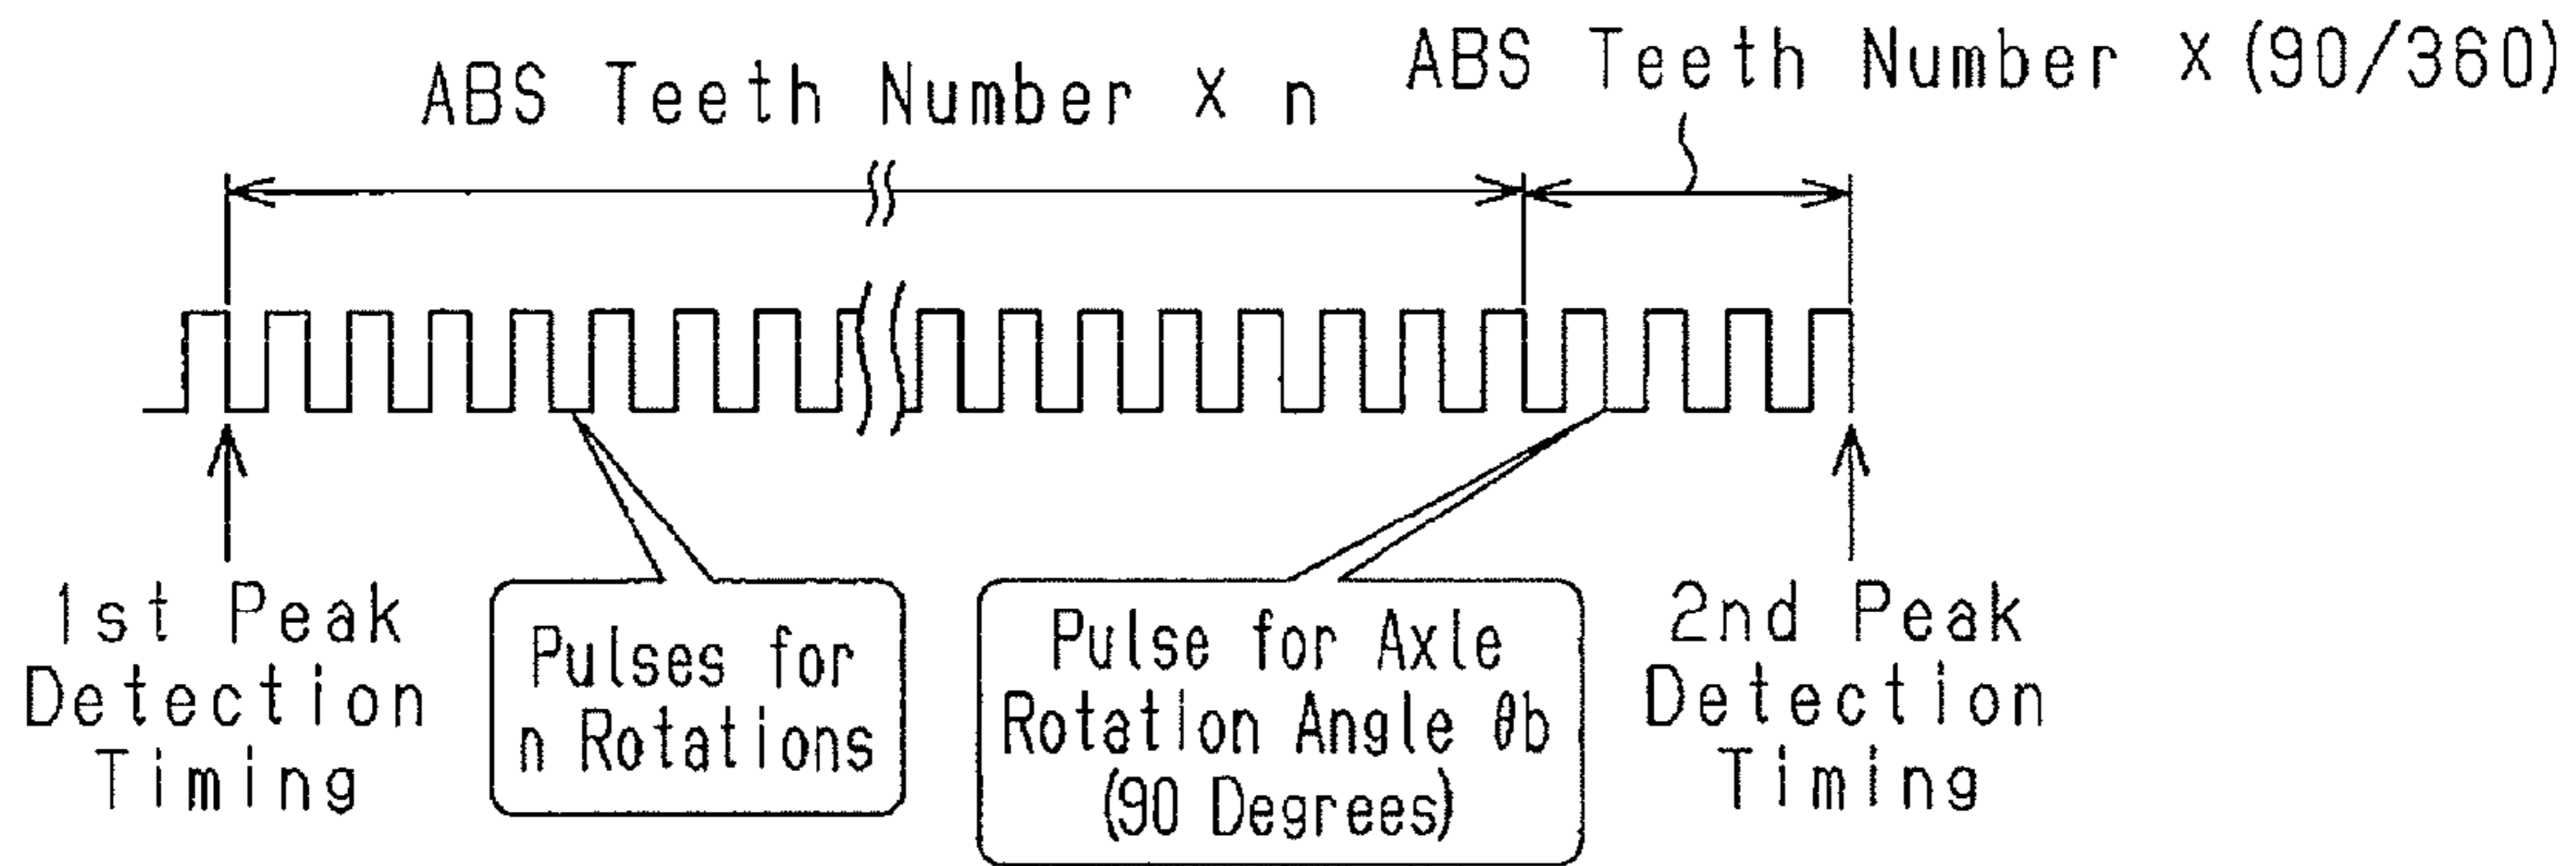 ABS Teeth Number × n
ABS Teeth Number × (90/360)
1st Peak
Detection
Timing
Pulses for
n Rotations
Pulse for Axle
Rotation Angle θb
(90 Degrees)
2nd Peak
Detection
Timing